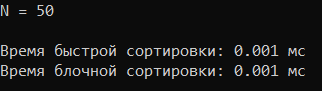 N = 50
Время быстрой сортировки: 0.001 мс
Время блочной сортировки: 0.001 мс